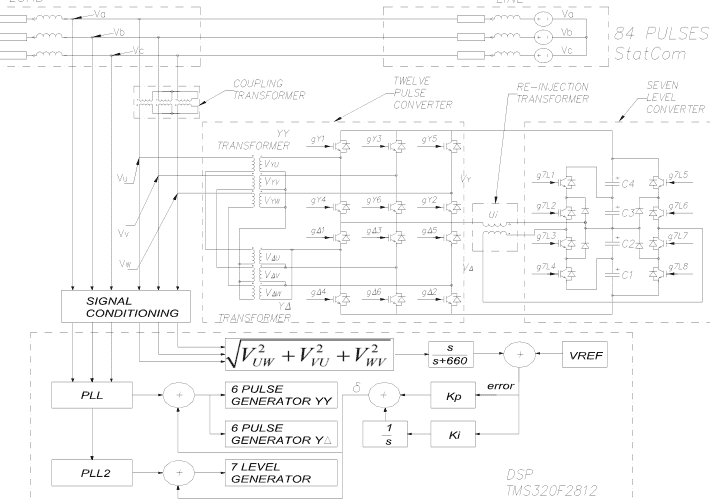 LOAD
LINE
Va
Vb
Vc
Va
Vb
Vc
84 PULSES
StatCom
COUPLING
TRANSFORMER
TWELVE
PULSE
CONVERTER
RE-INJECTION
TRANSFORMER
SEVEN
LEVEL
CONVERTER
YY
TRANSFORMER
gY1
gY3
gY5
Vu
Vv
Vw
VYU
VYV
VYW
VY
gY4
gY6
gY2
Ui
g7L1
g7L2
g7L3
g7L4
C4
C3
C2
C1
g7L5
g7L6
g7L7
g7L8
gΔ1
gΔ3
gΔ5
VΔU
VΔV
VΔW
VΔ
gΔ4
gΔ6
gΔ2
YΔ
TRANSFORMER
SIGNAL
CONDITIONING
√V²UW + V²VU + V²WV
s
s+660
+
VREF
PLL
+
6 PULSE
GENERATOR YY
δ
+
Kp
error
6 PULSE
GENERATOR YΔ
1
s
Ki
PLL2
+
7 LEVEL
GENERATOR
DSP
TMS320F2812